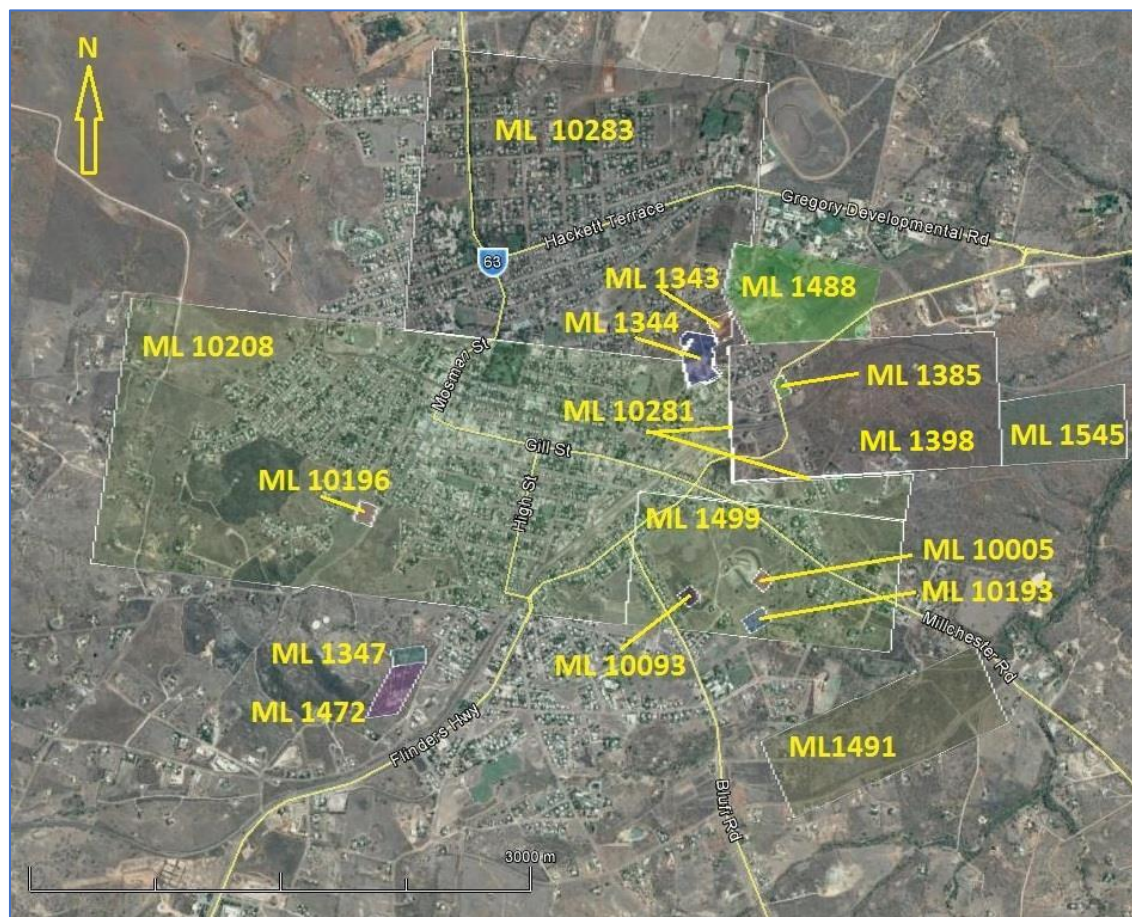 N
ML 10283
Gregory Developmental Rd
Hackett Terrace
63
ML 1343
ML 1488
ML 1344
ML 10208
Mosman St
ML 1385
ML 10281
ML 1398
ML 1545
Gill St
ML 10196
High St
ML 1499
ML 10005
ML 10193
Millchester Rd
ML 10093
ML 1347
ML 1472
Flinders Hwy
ML1491
Bluff Rd
3000 m